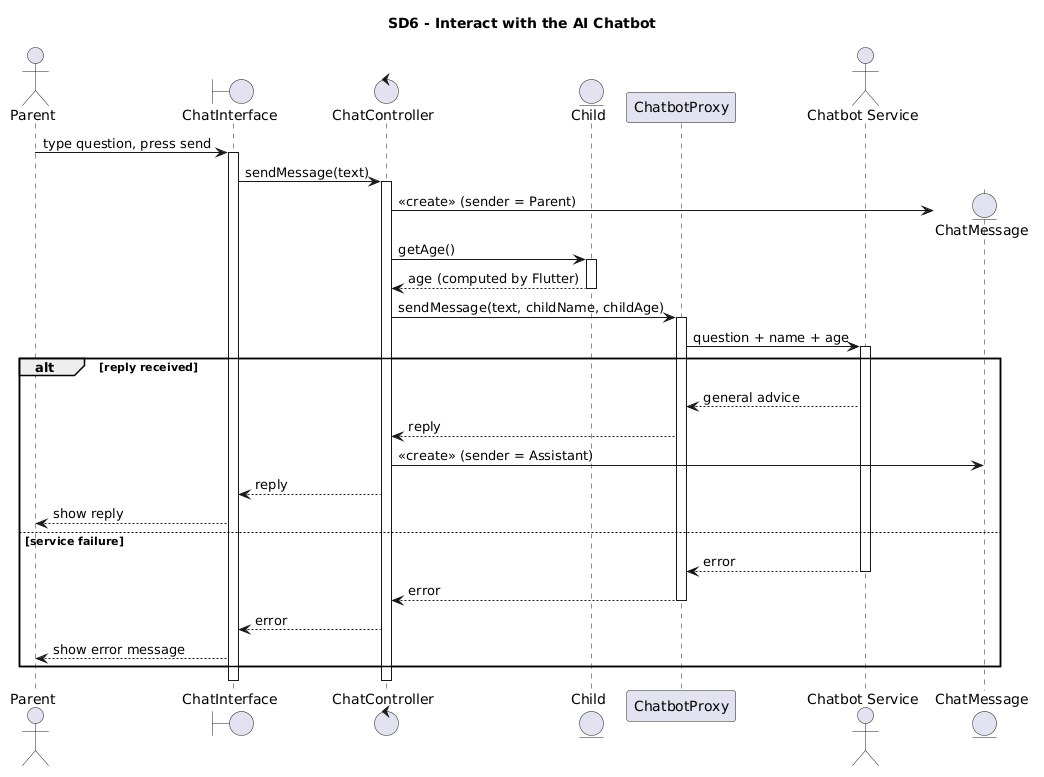 SD6 - Interact with the AI Chatbot
Parent
ChatInterface
ChatController
Child
ChatbotProxy
Chatbot Service
type question, press send
sendMessage(text)
«create» (sender = Parent)
ChatMessage
getAge()
age (computed by Flutter)
sendMessage(text, childName, childAge)
question + name + age
alt [reply received]
general advice
reply
«create» (sender = Assistant)
reply
show reply
[service failure]
error
error
error
show error message
Parent
ChatInterface
ChatController
Child
ChatbotProxy
Chatbot Service
ChatMessage